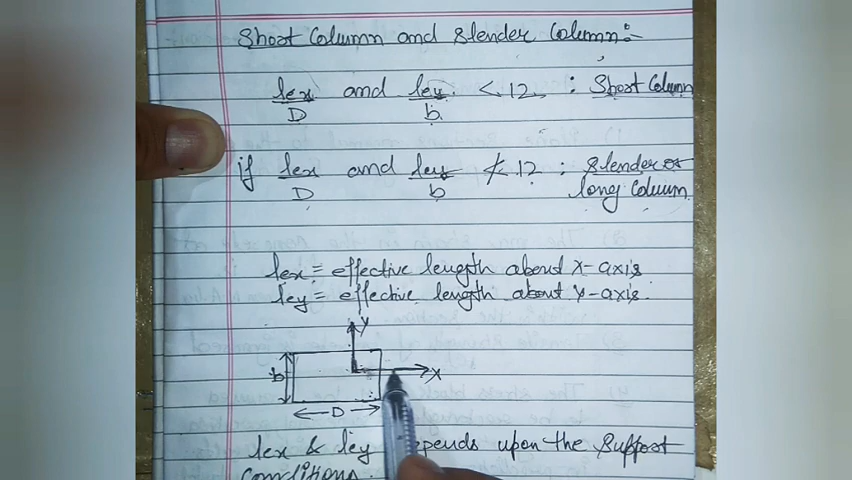 Short Column and Slender Column:-
lex/D and ley/b < 12 : Short Column
if lex/D and ley/b ≮ 12 : Slender or
long Column
lex = effective length about x-axis
ley = effective length about y-axis.
Y
b
X
D
lex & ley depends upon the Support
Conditions.